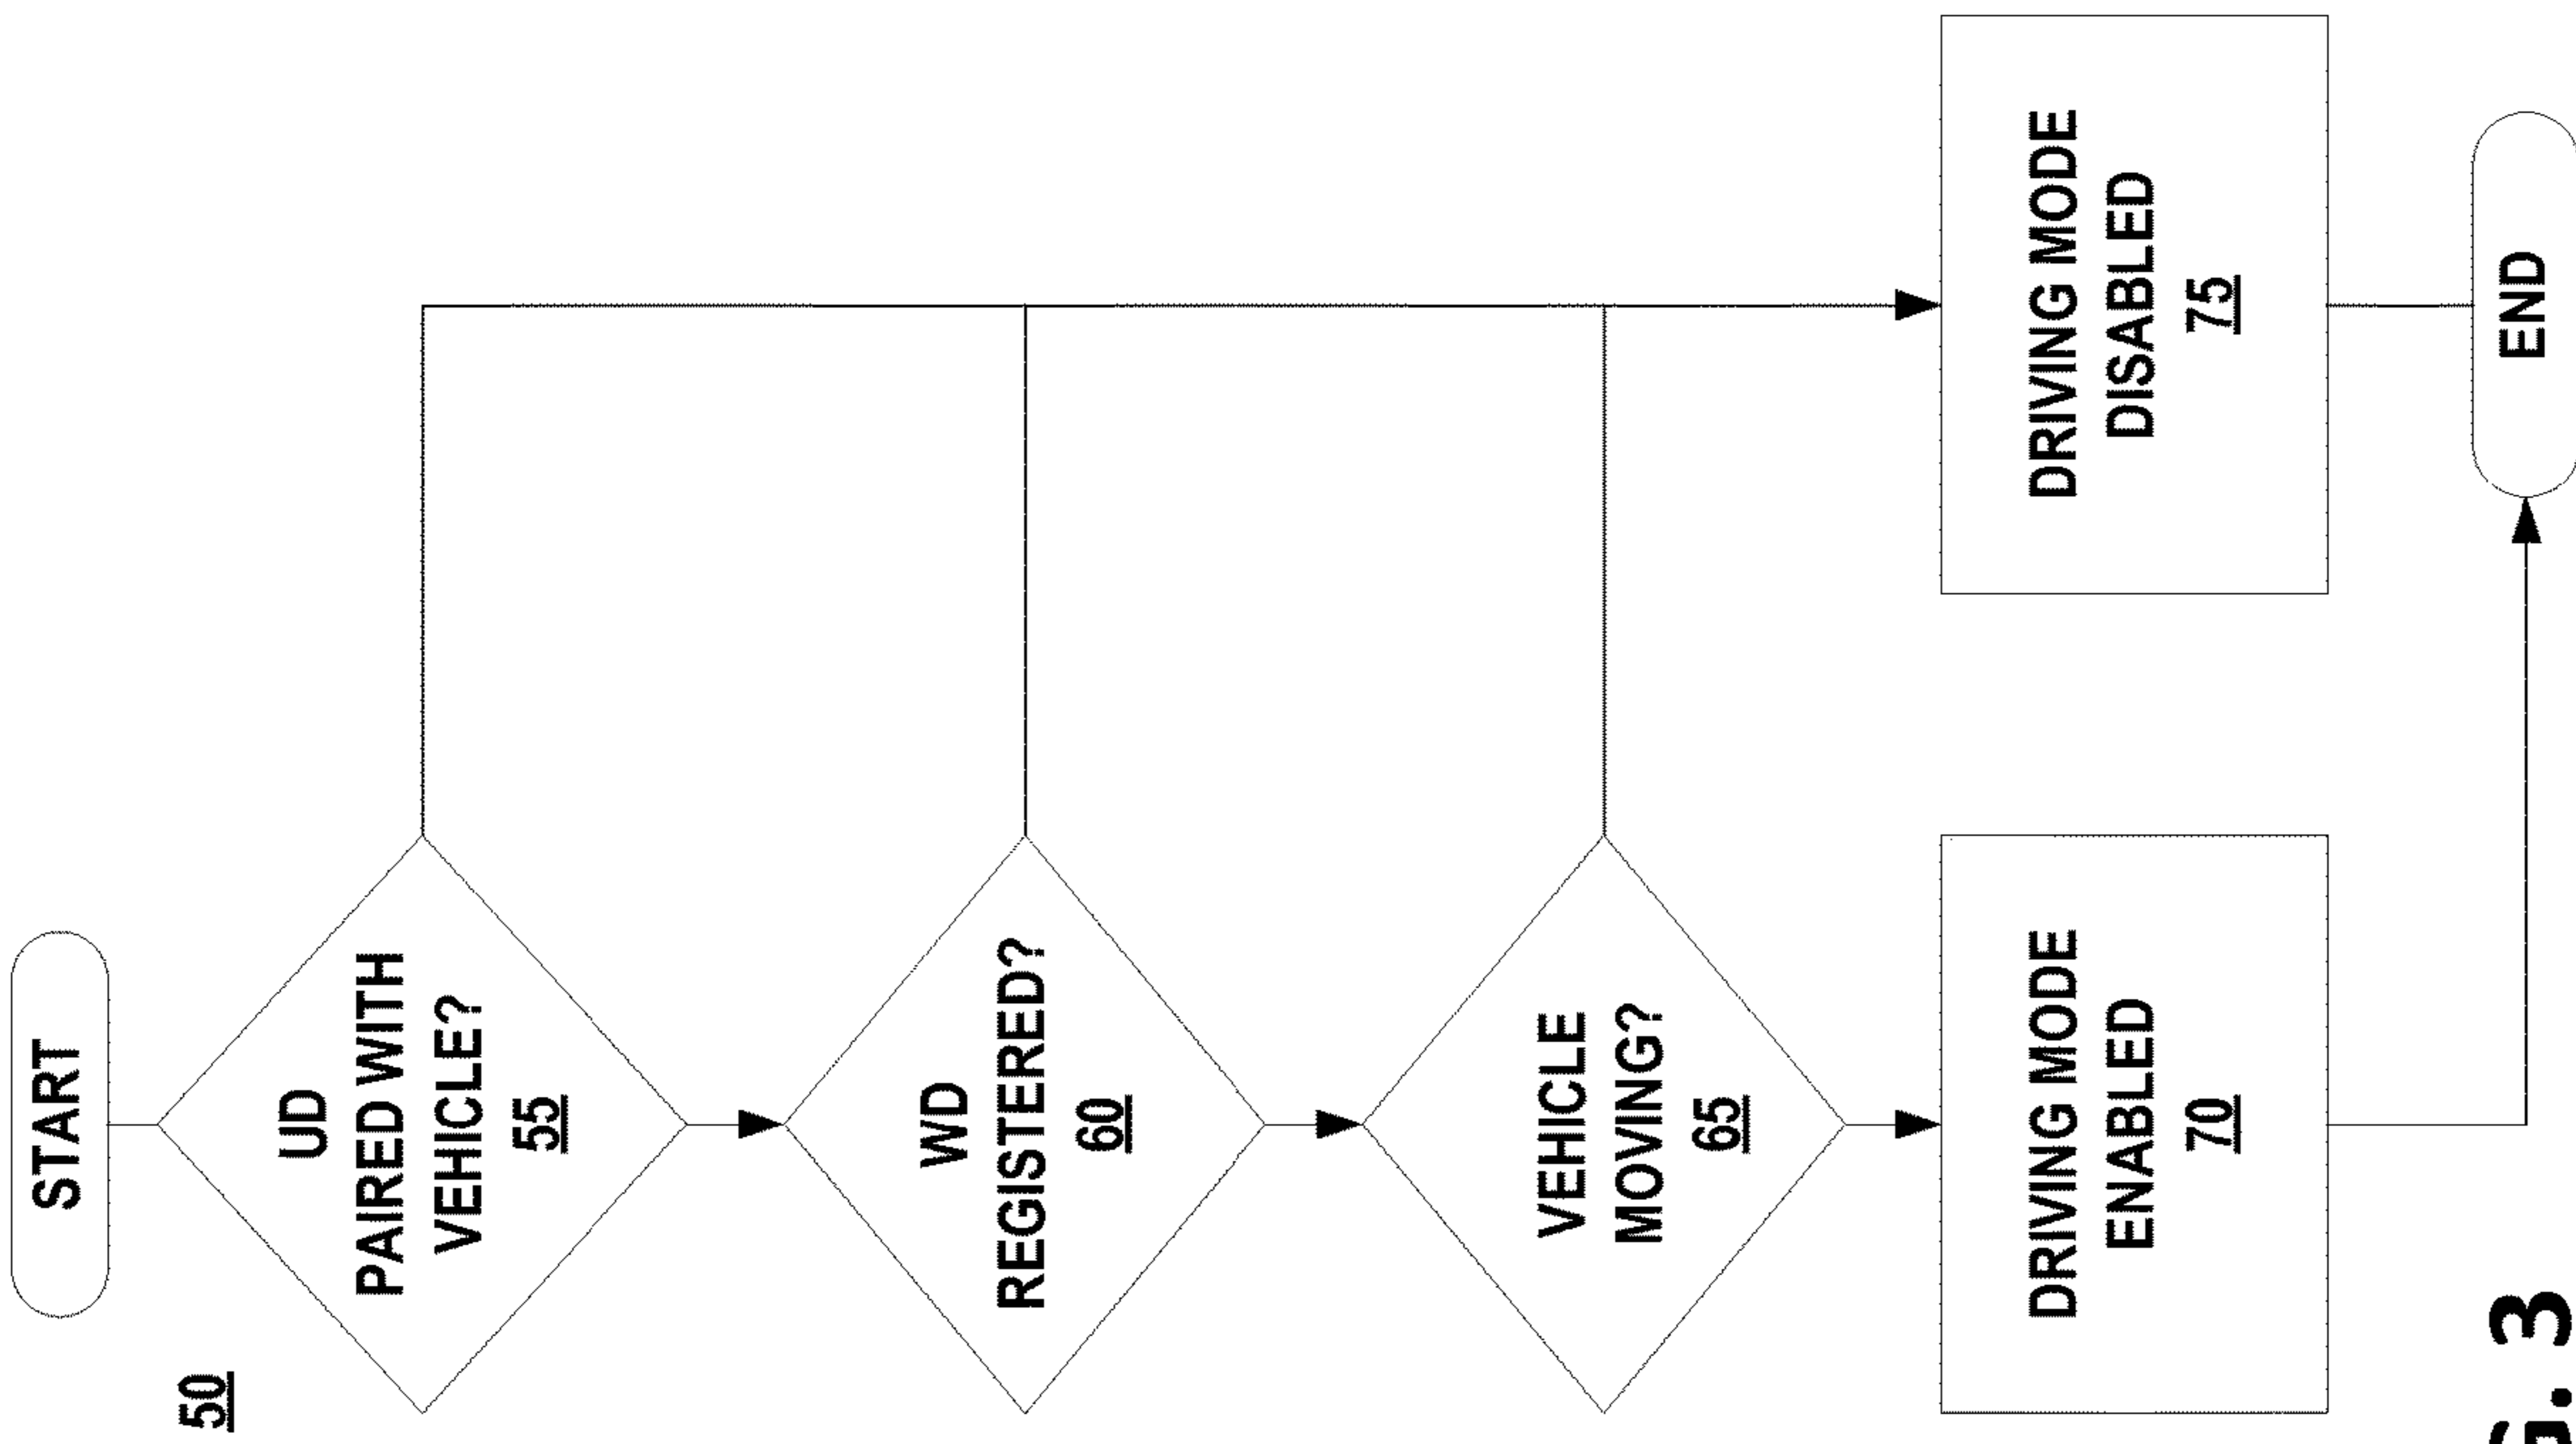 START
50
UD
PAIRED WITH
VEHICLE?
55
WD
REGISTERED?
60
VEHICLE
MOVING?
65
DRIVING MODE
ENABLED
70
DRIVING MODE
DISABLED
75
END
3